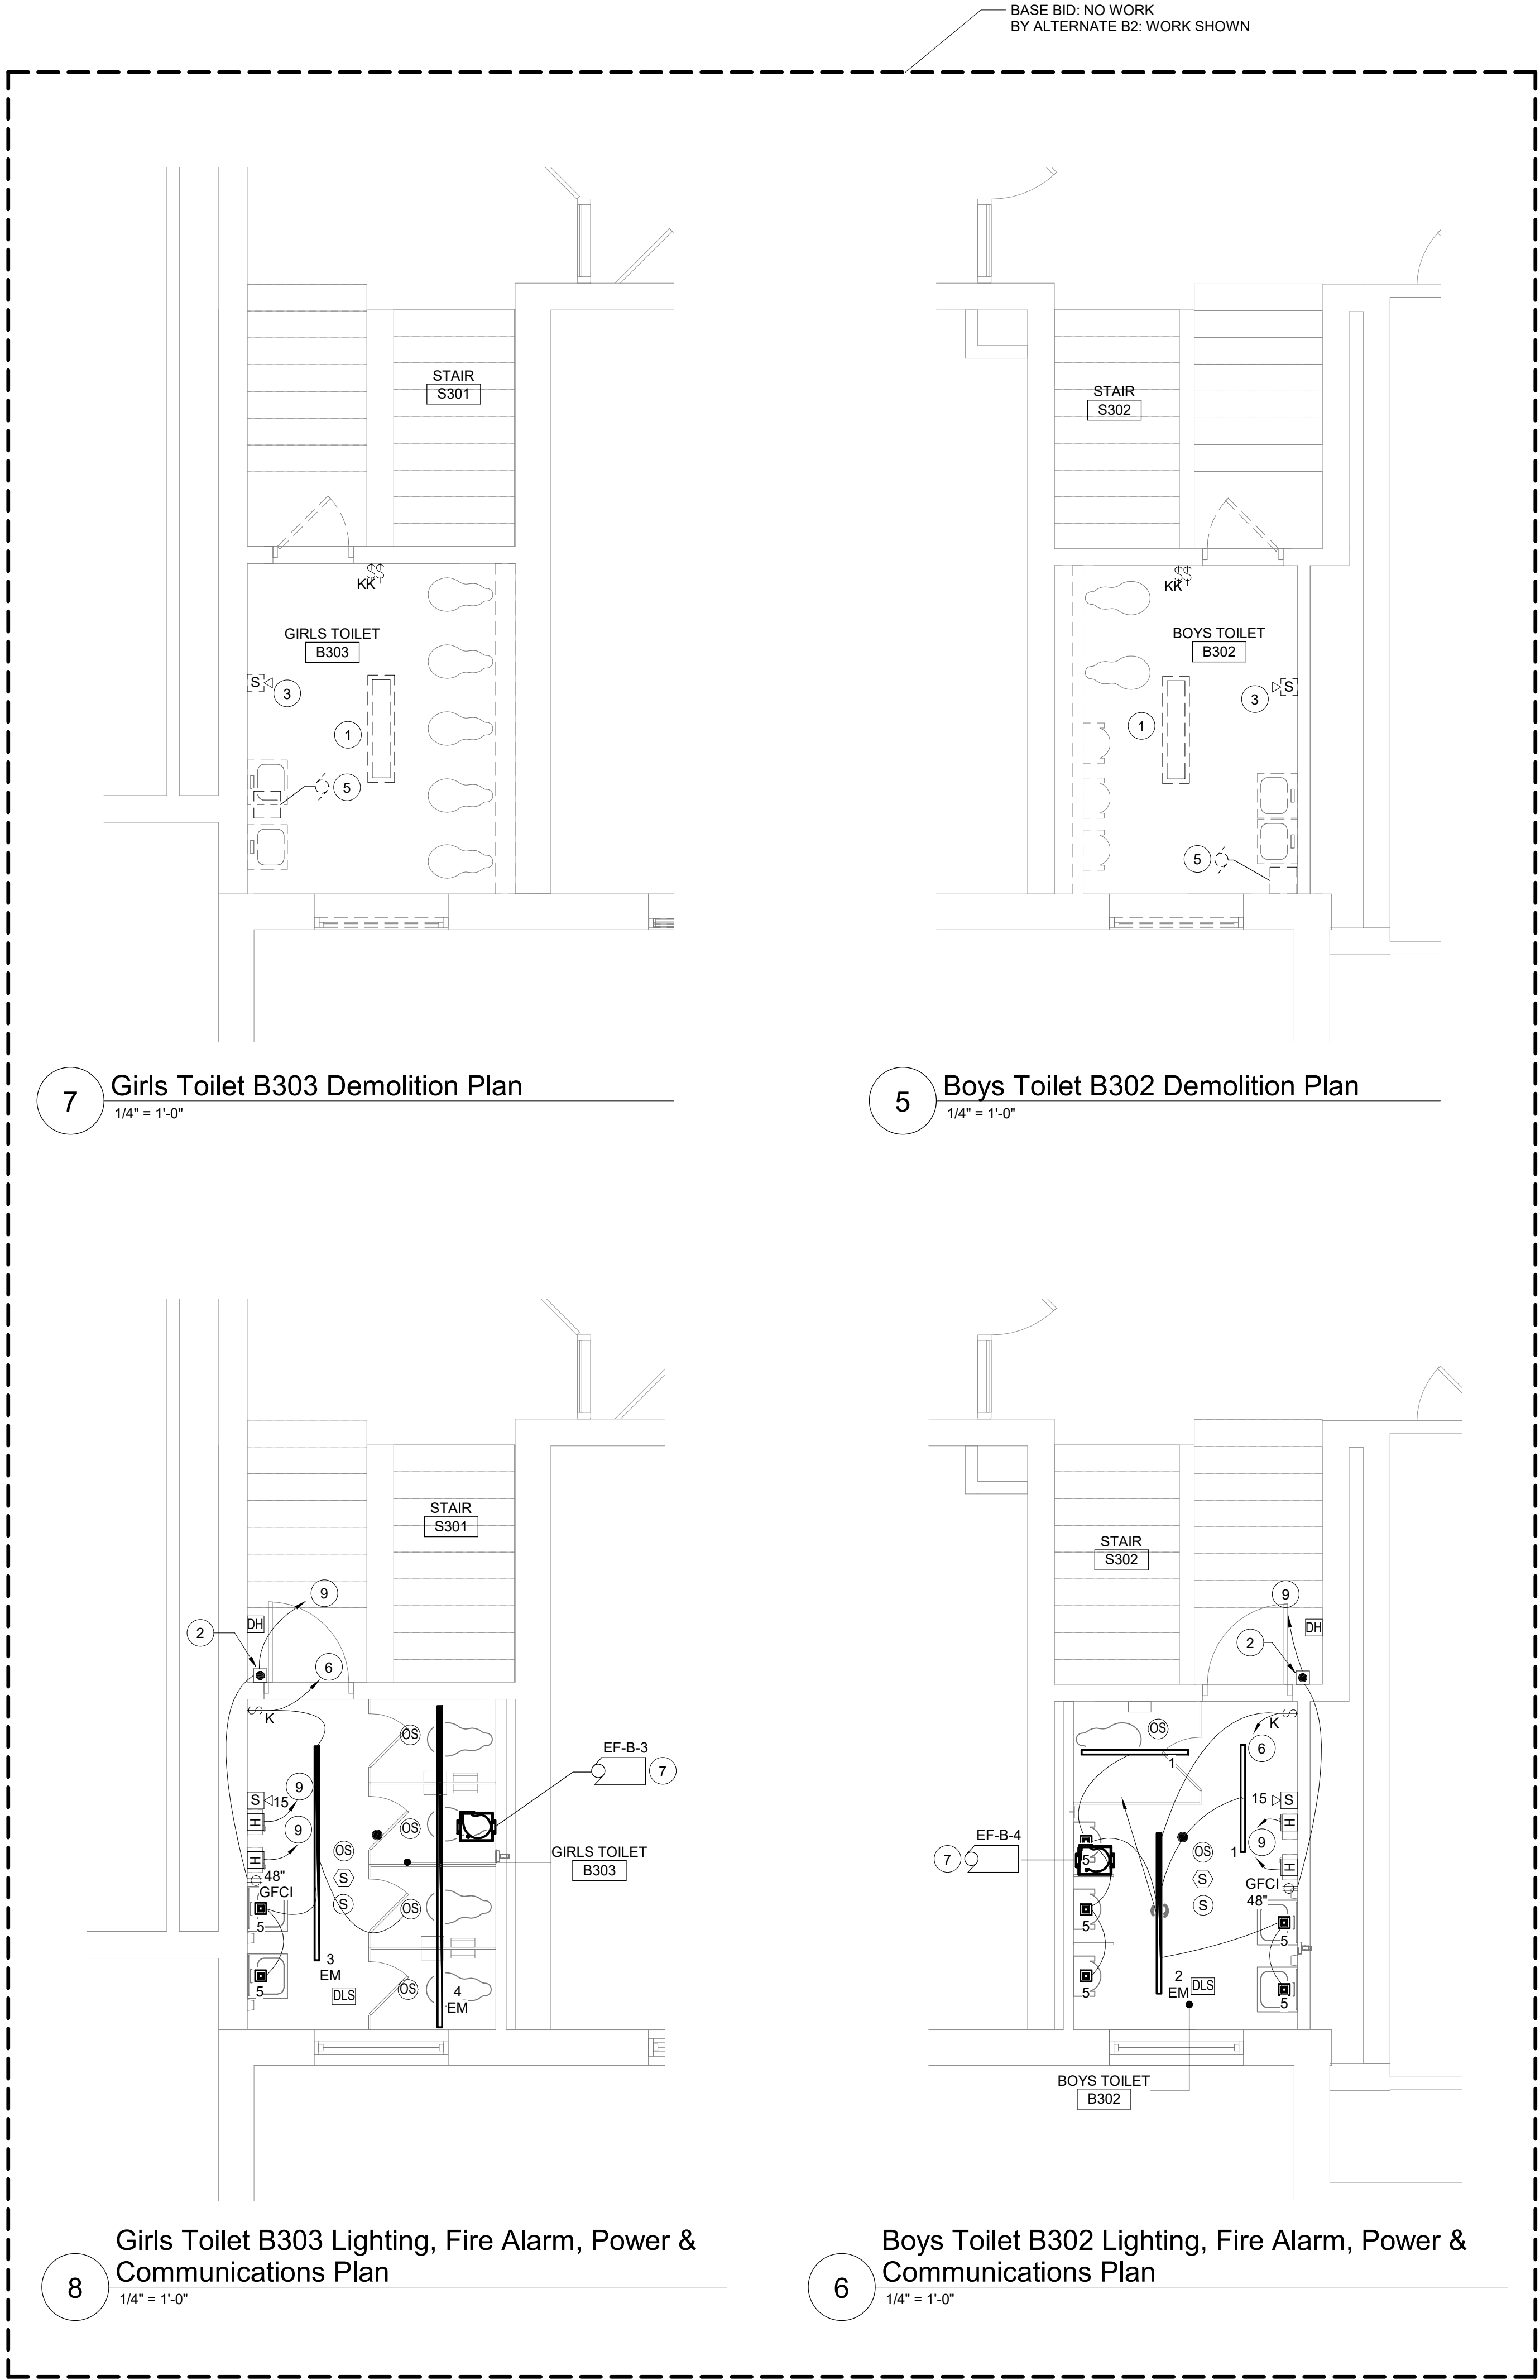 BASE BID: NO WORK
BY ALTERNATE B2: WORK SHOWN
STAIR
S301
KK
$$
GIRLS TOILET
B303
S
3
1
5
7
Girls Toilet B303 Demolition Plan
1/4" = 1'-0"
STAIR
S302
KK
$$
BOYS TOILET
B302
3
S
1
5
5
Boys Toilet B302 Demolition Plan
1/4" = 1'-0"
STAIR
S301
9
DH
2
6
K
OS
EF-B-3
7
9
S
15
H
9
OS
OS
GIRLS TOILET
B303
H
S
48"
GFCI
S
OS
5
3
EM
5
DLS
OS
4
EM
8
Girls Toilet B303 Lighting, Fire Alarm, Power &
Communications Plan
1/4" = 1'-0"
STAIR
S302
9
DH
2
K
OS
6
1
15
S
H
EF-B-4
7
5
9
OS
1
H
S
GFCI
48"
S
5
5
2
EM
DLS
5
5
BOYS TOILET
B302
6
Boys Toilet B302 Lighting, Fire Alarm, Power &
Communications Plan
1/4" = 1'-0"